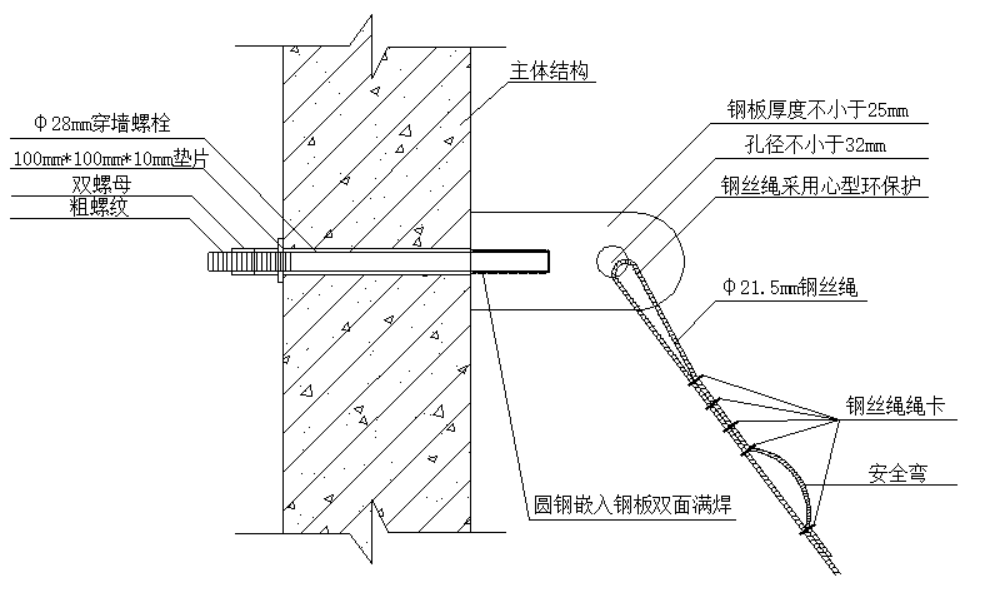 主体结构
钢板厚度不小于25mm
Φ28mm穿墙螺栓
孔径不小于32mm
100mm*100mm*10mm垫片
双螺母
钢丝绳采用心型环保护
粗螺纹
Φ21.5mm钢丝绳
钢丝绳绳卡
安全弯
圆钢嵌入钢板双面满焊